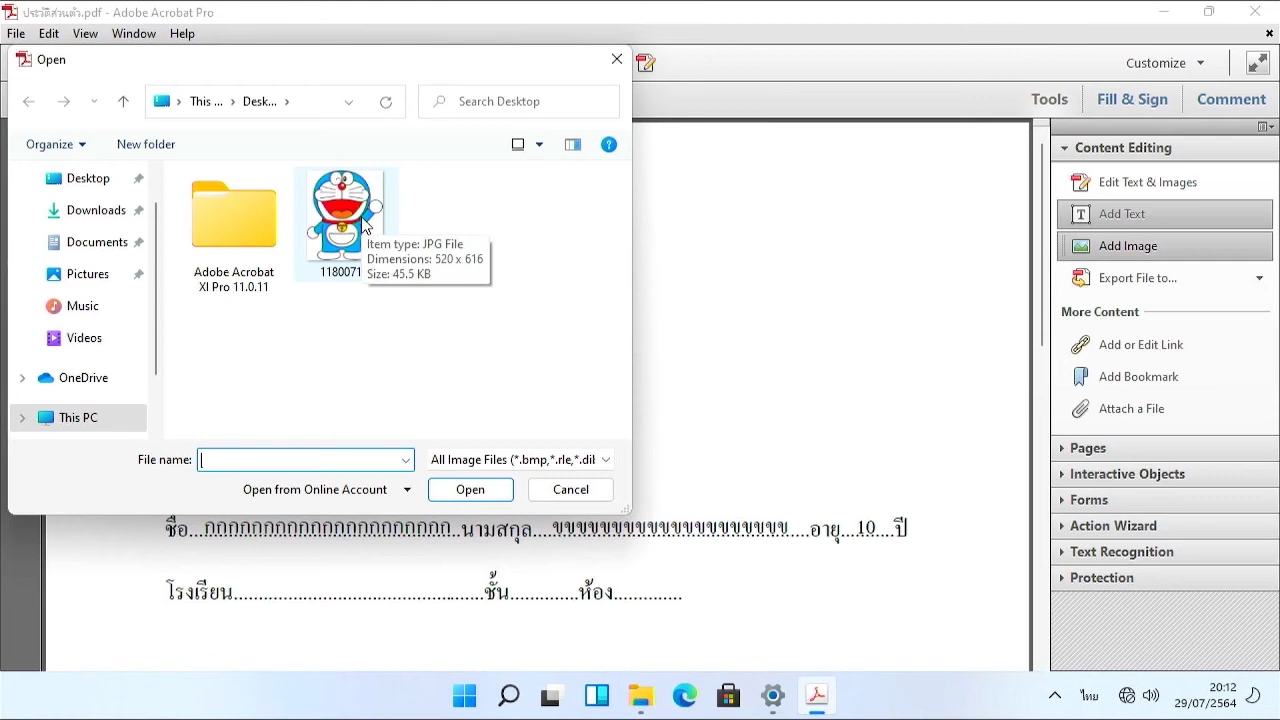 ประวัติส่วนตัว.pdf - Adobe Acrobat Pro
File Edit View Window Help
Open
Customize
This ... Desk...
Search Desktop
Tools Fill & Sign Comment
Organize New folder
Content Editing
Desktop
Downloads
Documents
Pictures
Music
Videos
OneDrive
This PC
Adobe Acrobat
XI Pro 11.0.11
1180071
Item type: JPG File
Dimensions: 520 x 616
Size: 45.5 KB
Edit Text & Images
Add Text
Add Image
Export File to...
More Content
Add or Edit Link
Add Bookmark
Attach a File
Pages
Interactive Objects
Forms
Action Wizard
Text Recognition
Protection
File name:
All Image Files (*.bmp,*.rle,*.dil
Open from Online Account
Open Cancel
ชื่อ...กกกกกกกกกกกกกกกกกกกกก..นามสกุล....ขขขขขขขขขขขขขขขขขขข....อายุ...10...ปี
โรงเรียน...........................................ชั้น.............ห้อง.............
ไทย
20:12
29/07/2564